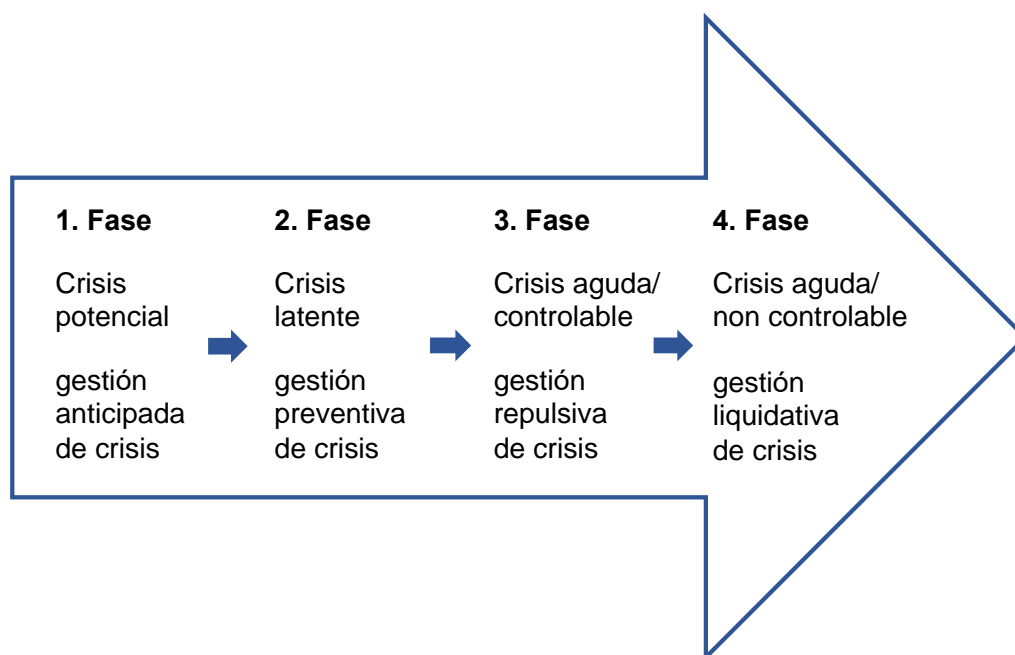 1. Fase
Crisis
potencial
gestión
anticipada
de crisis
2. Fase
Crisis
latente
gestión
preventiva
de crisis
3. Fase
Crisis aguda/
controlable
gestión
repulsiva
de crisis
4. Fase
Crisis aguda/
non controlable
gestión
liquidativa
de crisis